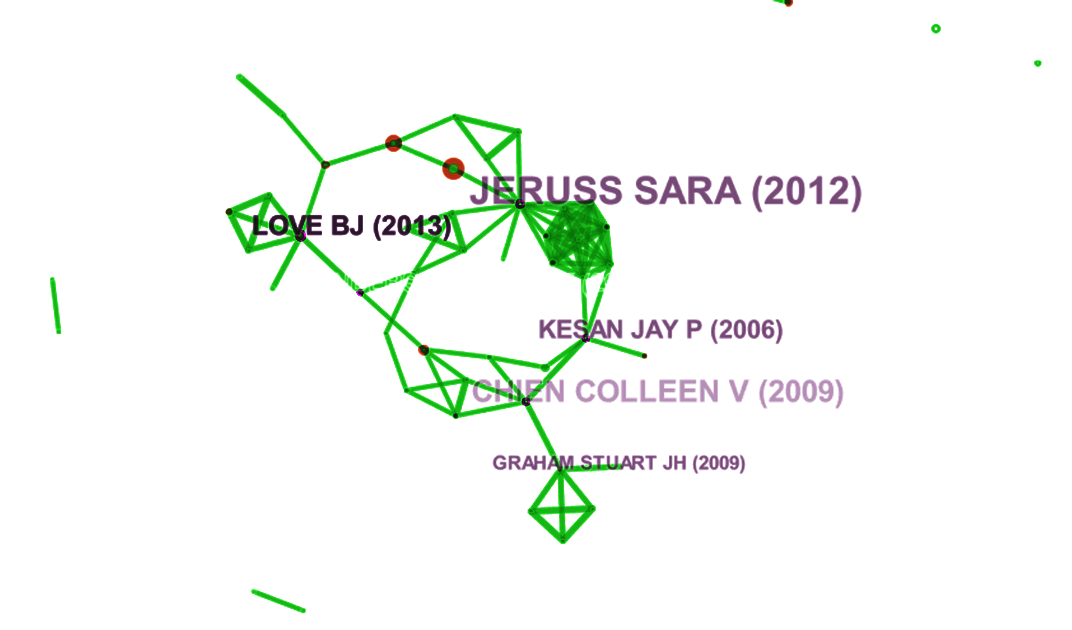 JERUSS SARA (2012)
LOVE BJ (2013)
KESAN JAY P (2006)
CHIEN COLLEEN V (2009)
GRAHAM STUART JH (2009)